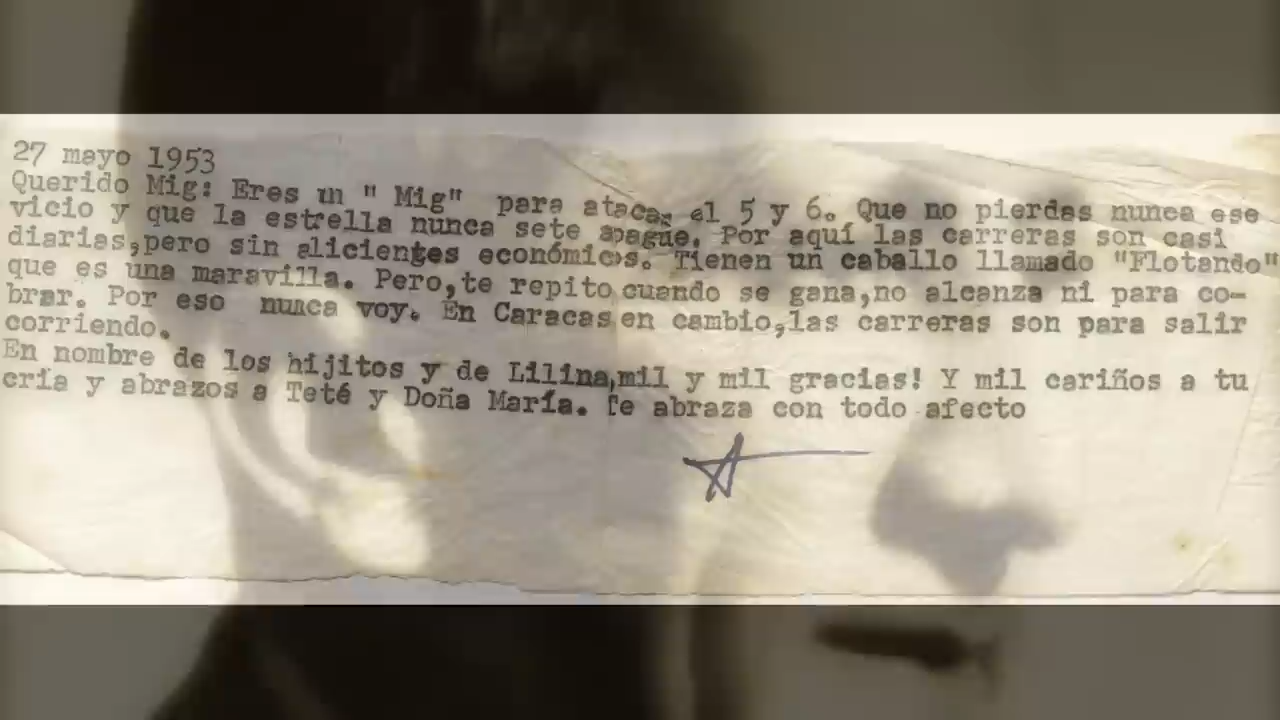 27 mayo 1953
Querido Mig: Eres un " Mig" para atacar el 5 y 6. Que no pierdas nunca ese
vicio y que la estrella nunca sete apague. Por aquí las carreras son casi
diarias,pero sin alicientes económicos. Tienen un caballo llamado "Flotando"
que es una maravilla. Pero,te repito,cuando se gana,no alcanza ni para co-
brar. Por eso nunca voy. En Caracas en cambio,las carreras son para salir
corriendo.
En nombre de los hijitos y de Lilina,mil y mil gracias! Y mil cariños a tu
cría y abrazos a Teté y Doña María. Te abraza con todo afecto
A